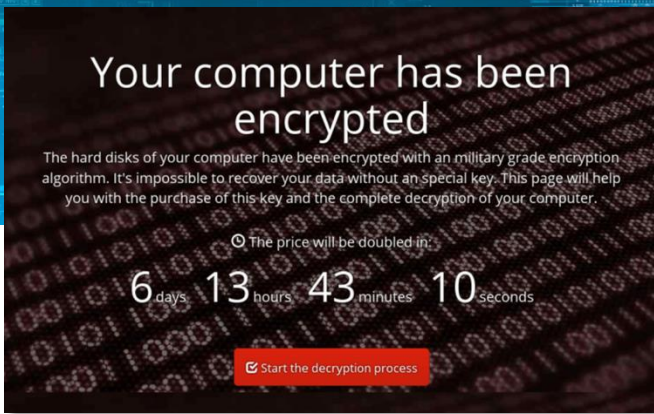 Your computer has been
encrypted
The hard disks of your computer have been encrypted with an military grade encryption
algorithm. It's impossible to recover your data without an special key. This page will help
you with the purchase of this key and the complete decryption of your computer.
The price will be doubled in:
6 days 13 hours 43 minutes 10 seconds
Start the decryption process